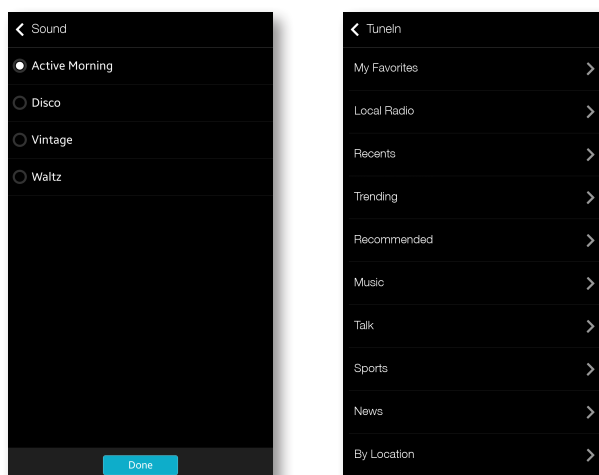 Sound
Active Morning
Disco
Vintage
Waltz
Done
TuneIn
My Favorites
Local Radio
Recents
Trending
Recommended
Music
Talk
Sports
News
By Location